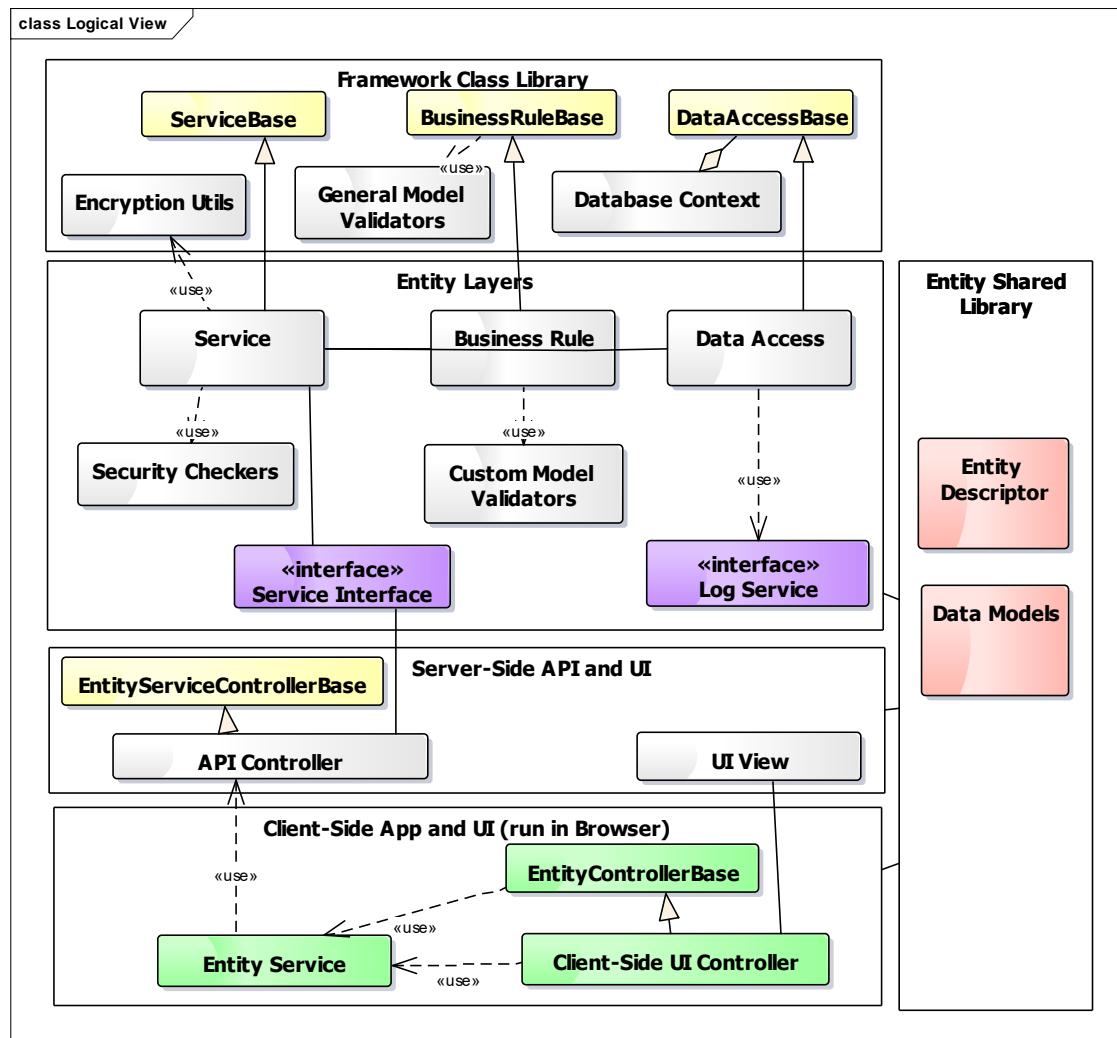 class Logical View
Framework Class Library
ServiceBase
BusinessRuleBase
DataAccessBase
«use»
Encryption Utils
General Model
Validators
Database Context
«use»
Entity Layers
Service
Business Rule
Data Access
«use»
«use»
«use»
Security Checkers
Custom Model
Validators
«interface»
Service Interface
«interface»
Log Service
Entity Shared
Library
Entity
Descriptor
Data Models
Server-Side API and UI
EntityServiceControllerBase
API Controller
UI View
Client-Side App and UI (run in Browser)
EntityControllerBase
«use»
«use»
Entity Service
Client-Side UI Controller
«use»